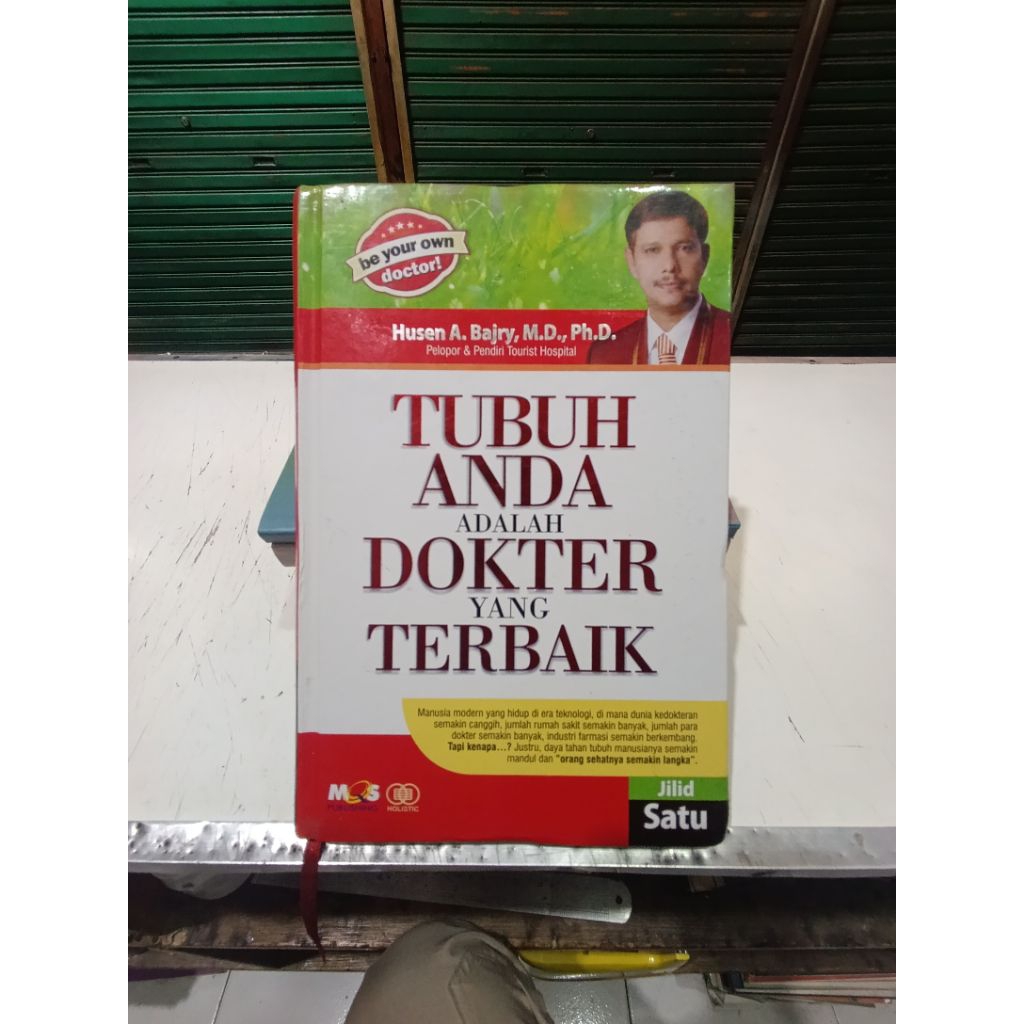 be your own
doctor!
Husen A. Bajry, M.D., Ph.D.
Pelopor & Pendiri Tourist Hospital
TUBUH
ANDA
ADALAH
DOKTER
YANG
TERBAIK
Manusia modern yang hidup di era teknologi, di mana dunia kedokteran
semakin canggih, jumlah rumah sakit semakin banyak, jumlah para
dokter semakin banyak, industri farmasi semakin berkembang.
Tapi kenapa...? Justru, daya tahan tubuh manusianya semakin
mandul dan "orang sehatnya semakin langka".
MQS
PUBLISHING
HOLISTIC
Jilid
Satu